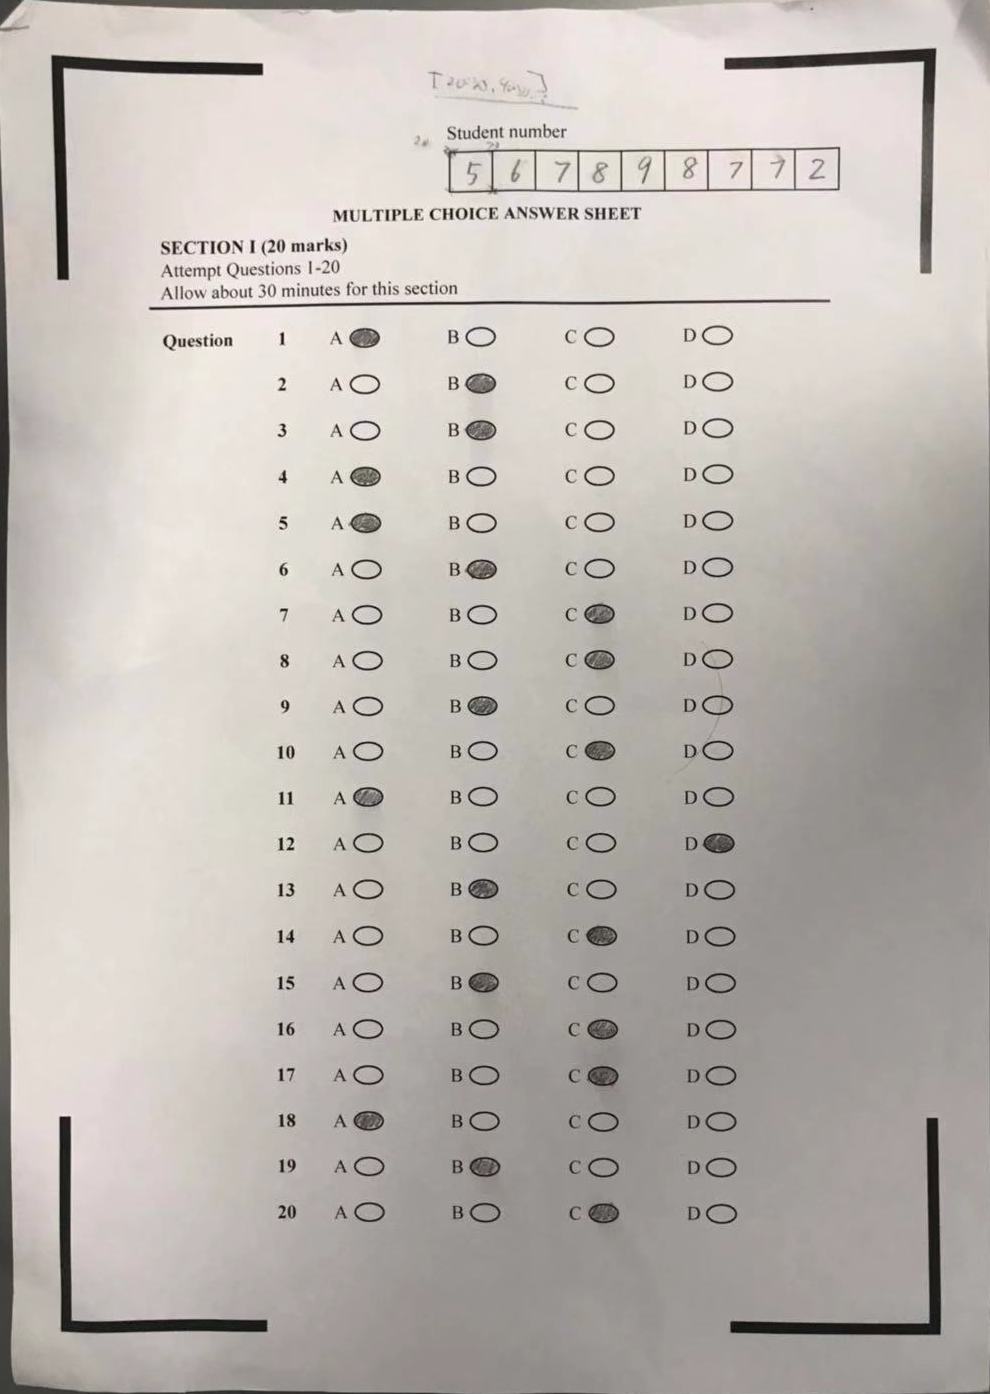 Student number
5 6 7 8 9 8 7 7 2
MULTIPLE CHOICE ANSWER SHEET
SECTION I (20 marks)
Attempt Questions 1-20
Allow about 30 minutes for this section
Question 1 A B C D
2 A B C D
3 A B C D
4 A B C D
5 A B C D
6 A B C D
7 A B C D
8 A B C D
9 A B C D
10 A B C D
11 A B C D
12 A B C D
13 A B C D
14 A B C D
15 A B C D
16 A B C D
17 A B C D
18 A B C D
19 A B C D
20 A B C D